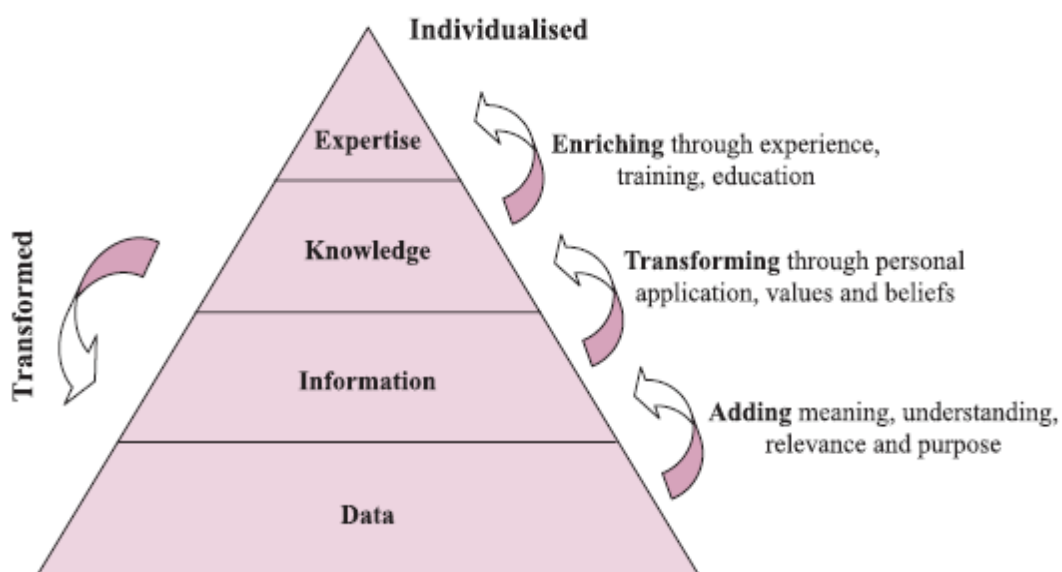 Individualised
Expertise
Enriching through experience,
training, education
Knowledge
Transforming through personal
application, values and beliefs
Transformed
Information
Adding meaning, understanding,
relevance and purpose
Data